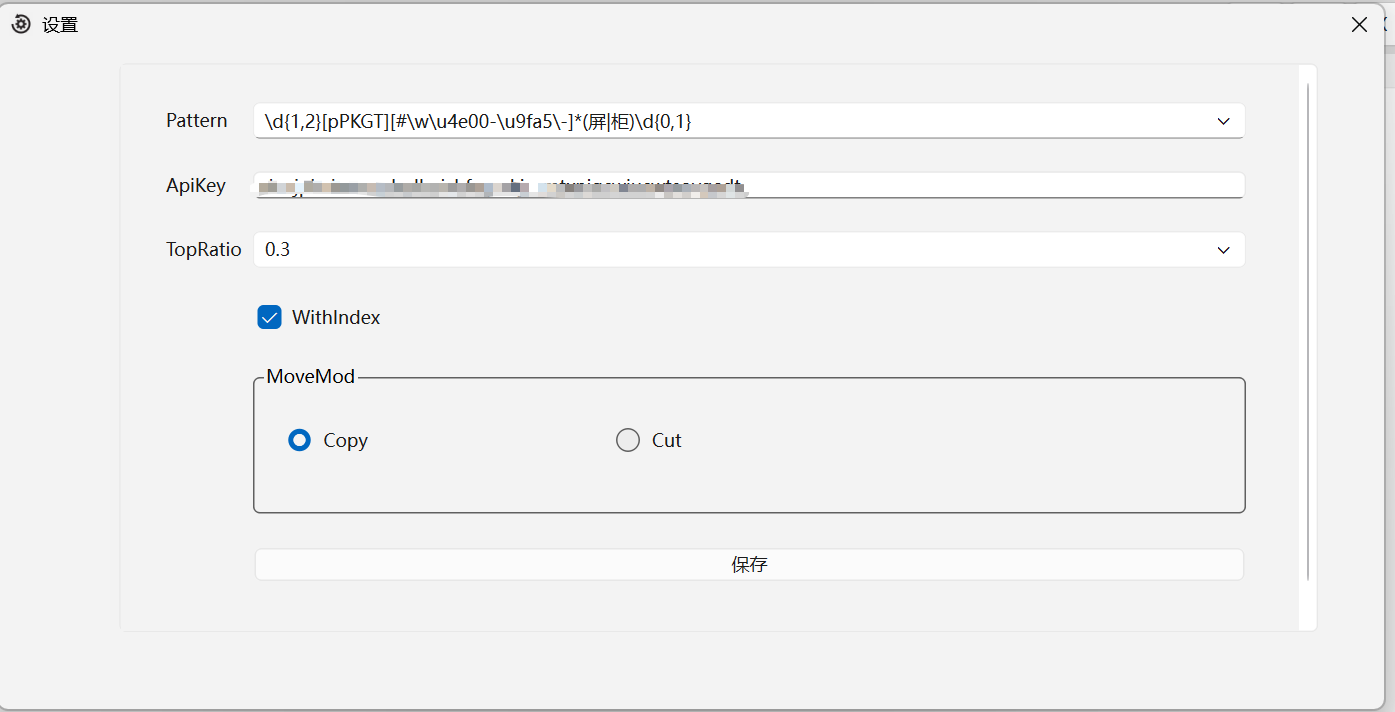 设置
Pattern
\d{1,2}[pPKGT][#\w\u4e00-\u9fa5\-]*(屏|柜)\d{0,1}
ApiKey
TopRatio
0.3
WithIndex
MoveMod
Copy
Cut
保存